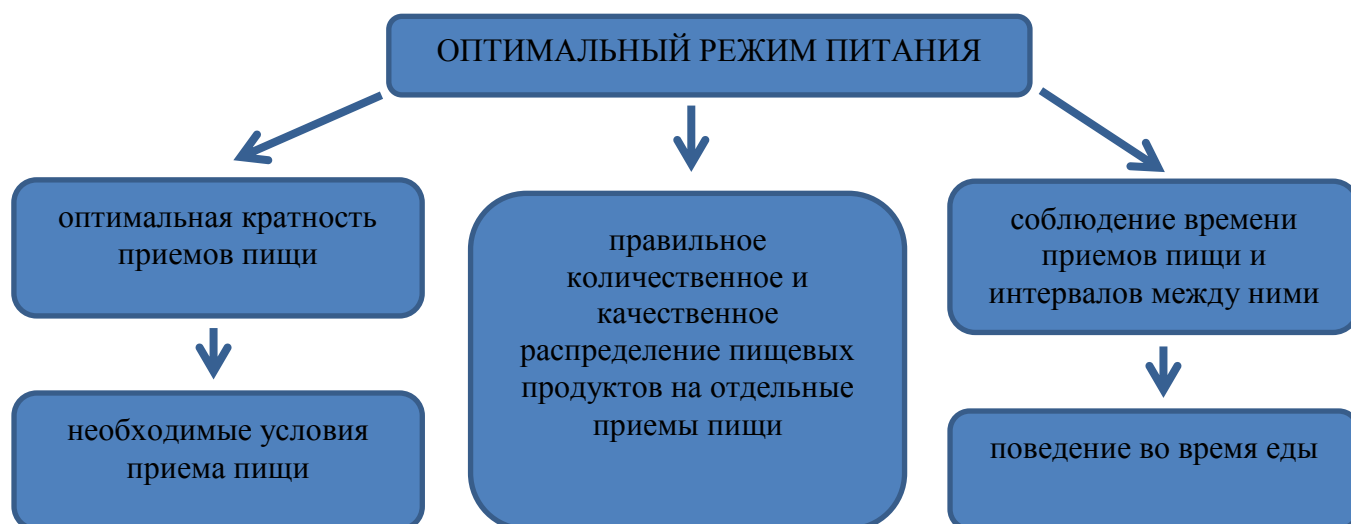 ОПТИМАЛЬНЫЙ РЕЖИМ ПИТАНИЯ
оптимальная кратность
приемов пищи
правильное
количественное и
качественное
распределение пищевых
продуктов на отдельные
приемы пищи
соблюдение времени
приемов пищи и
интервалов между ними
необходимые условия
приема пищи
поведение во время еды